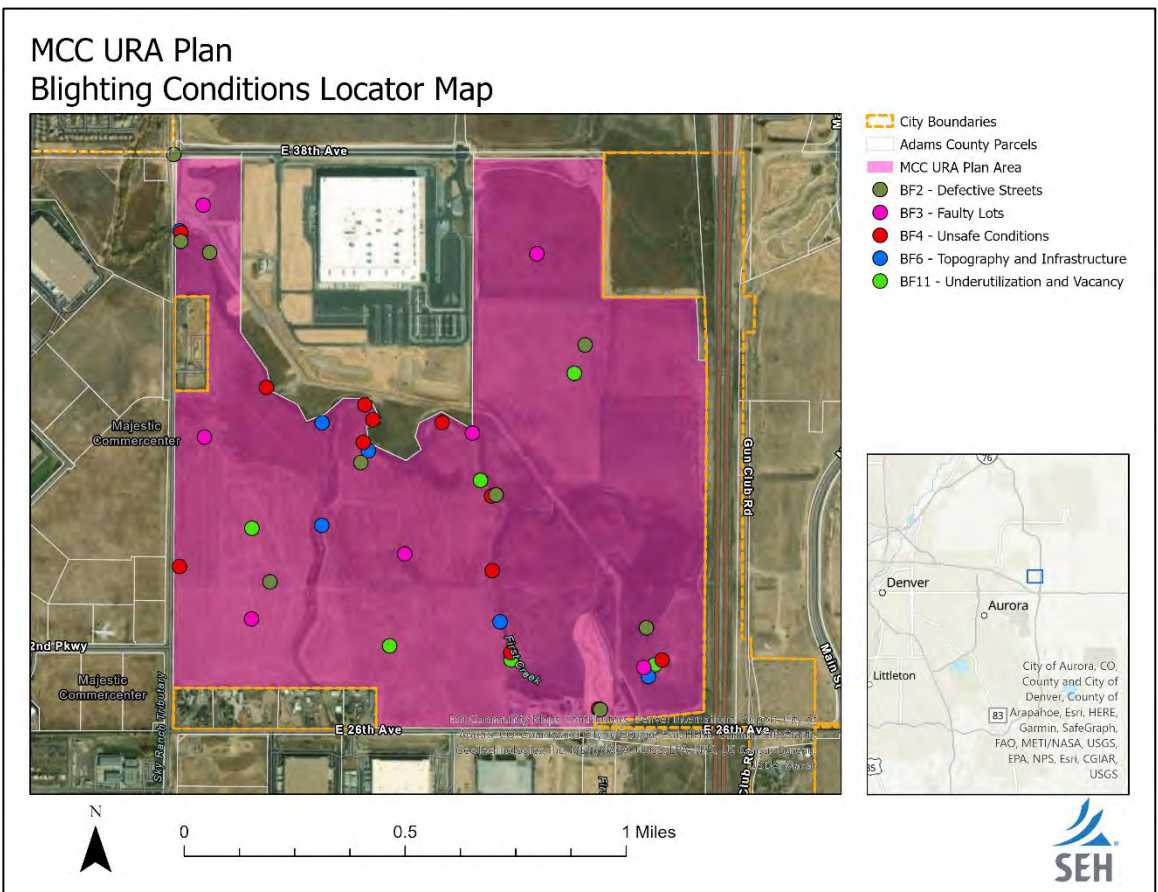 MCC URA Plan
Blighting Conditions Locator Map
E 38th Ave
Majestic
Commercenter
Gun Club Rd
2nd Pkwy
Majestic
Commercenter
Sky Ranch Tributary
First Creek
Main St
E 26th Ave
E 26th Ave
Club Rd
City Boundaries
Adams County Parcels
MCC URA Plan Area
BF2 - Defective Streets
BF3 - Faulty Lots
BF4 - Unsafe Conditions
BF6 - Topography and Infrastructure
BF11 - Underutilization and Vacancy
76
Denver
Aurora
Littleton
83
85
City of Aurora, CO,
County and City of
Denver, County of
Arapahoe, Esri, HERE,
Garmin, SafeGraph,
FAO, METI/NASA, USGS,
EPA, NPS, Esri, CGIAR,
USGS
N
0
0.5
1 Miles
SEH